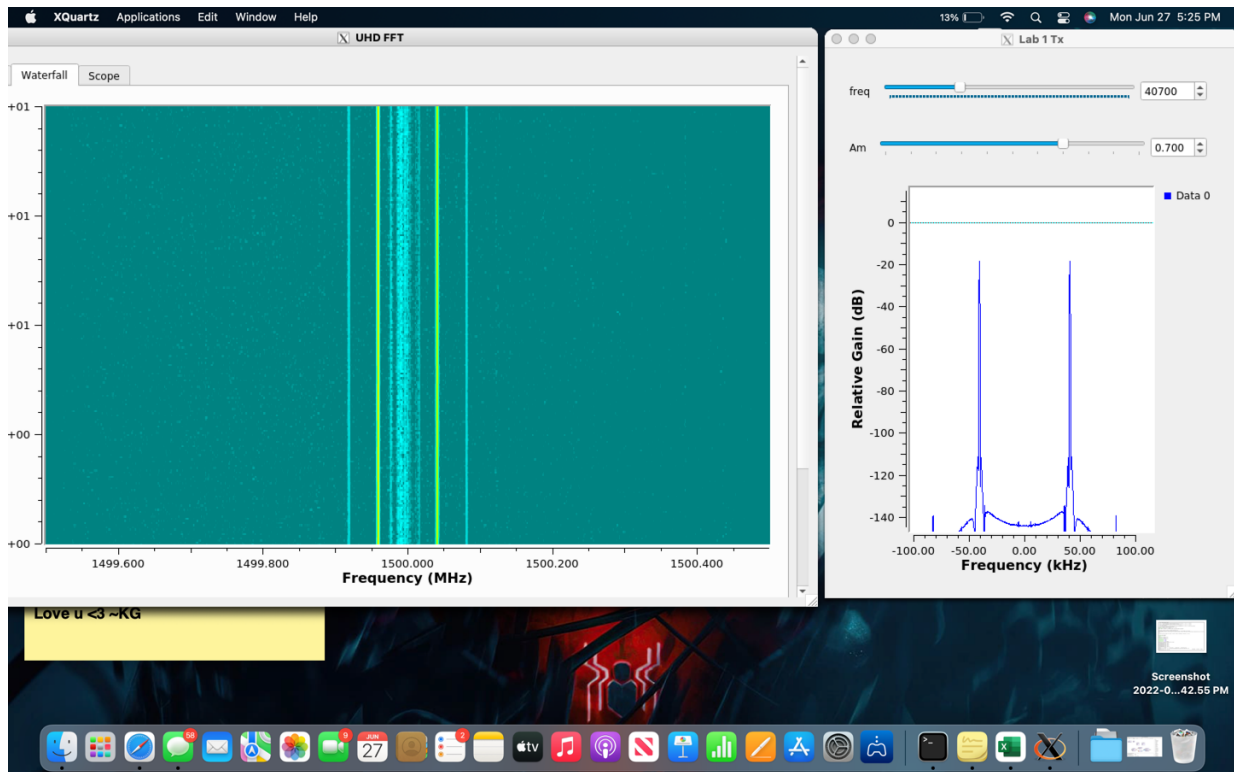 XQuartz Applications Edit Window Help 13% Mon Jun 27 5:25 PM
UHD FFT
Waterfall Scope
+01
+01
+01
+00
+00
1499.600 1499.800 1500.000 1500.200 1500.400
Frequency (MHz)
Lab 1 Tx
freq 40700
Am 0.700
Data 0
0
-20
-40
-60
-80
-100
-120
-140
Relative Gain (dB)
-100.00 -50.00 0.00 50.00 100.00
Frequency (kHz)
Love u <3 ~KG
Screenshot
2022-0...42.55 PM
58
9
JUN
27
2
tv